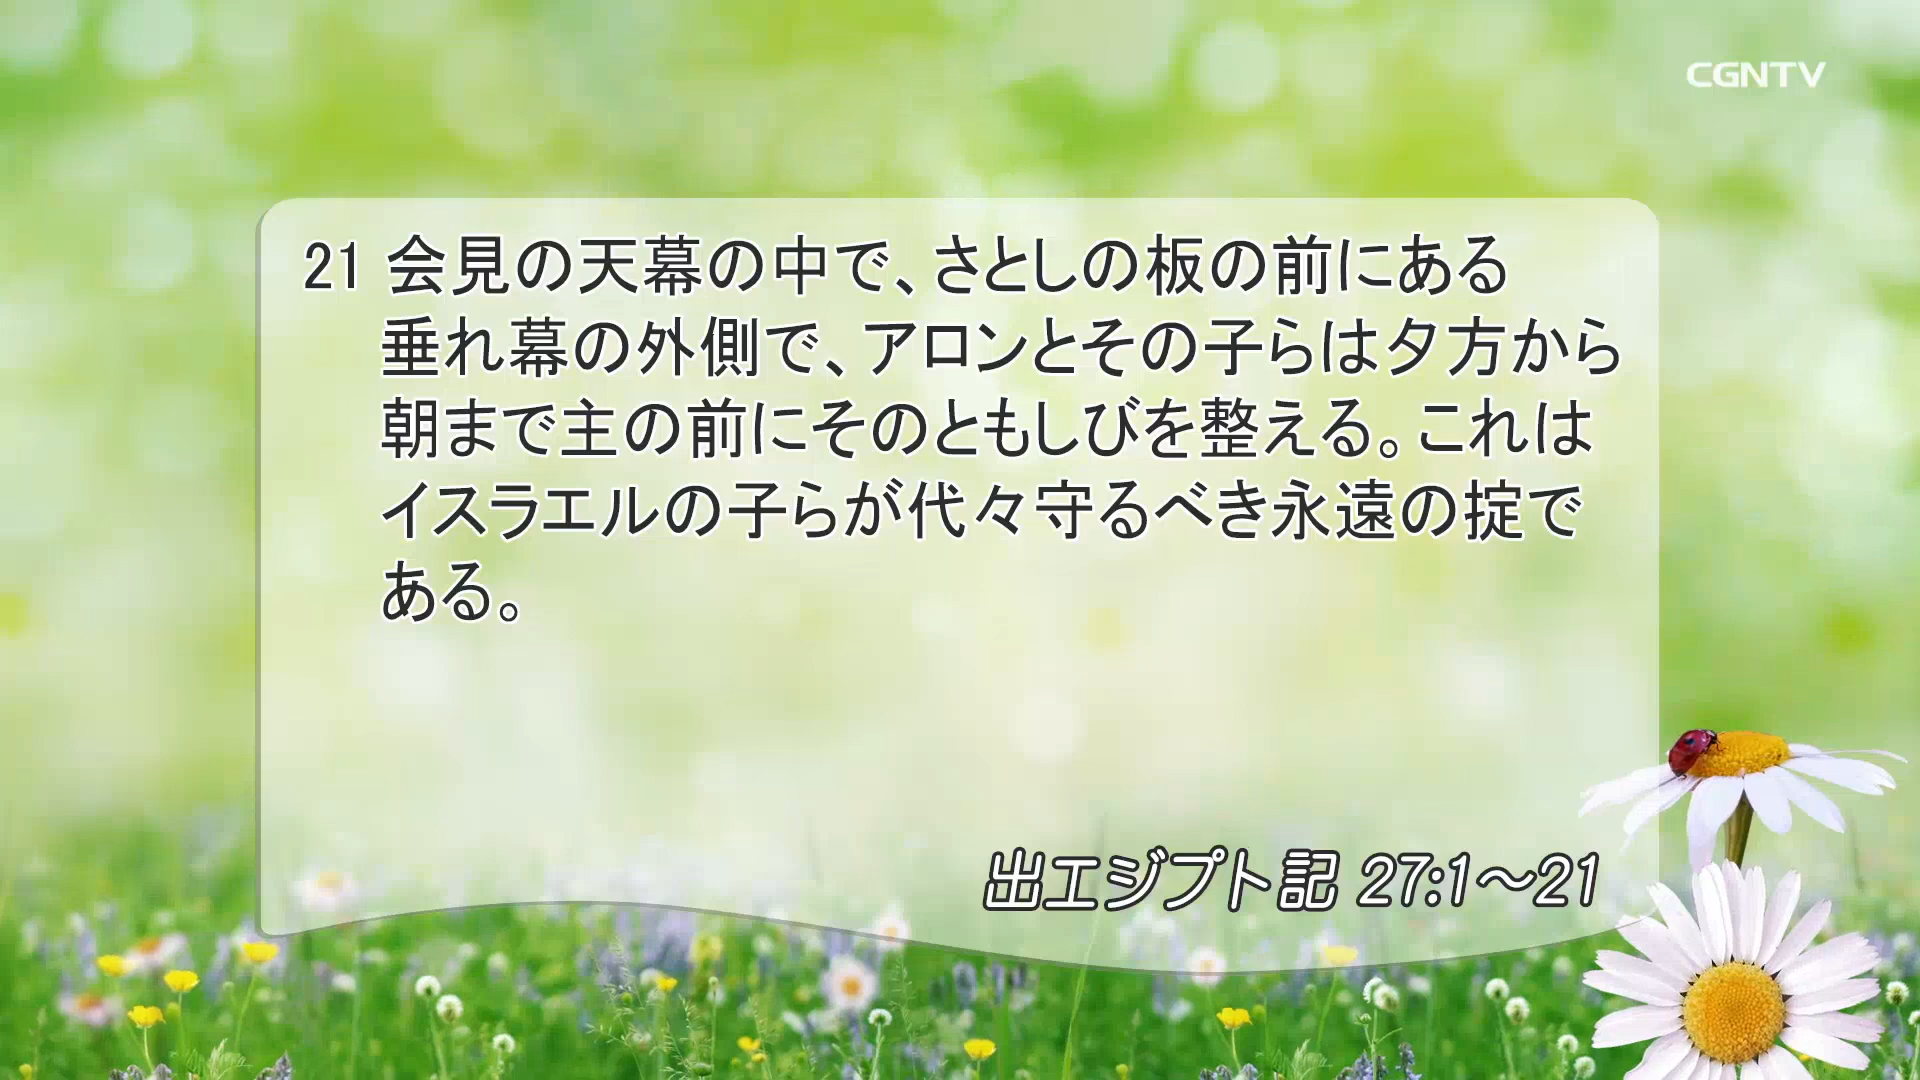 CGNTV
21 会見の天幕の中で、さとしの板の前にある
垂れ幕の外側で、アロンとその子らは夕方から
朝まで主の前にそのともしびを整える。これは
イスラエルの子らが代々守るべき永遠の掟で
ある。
出エジプト記 27:1～21